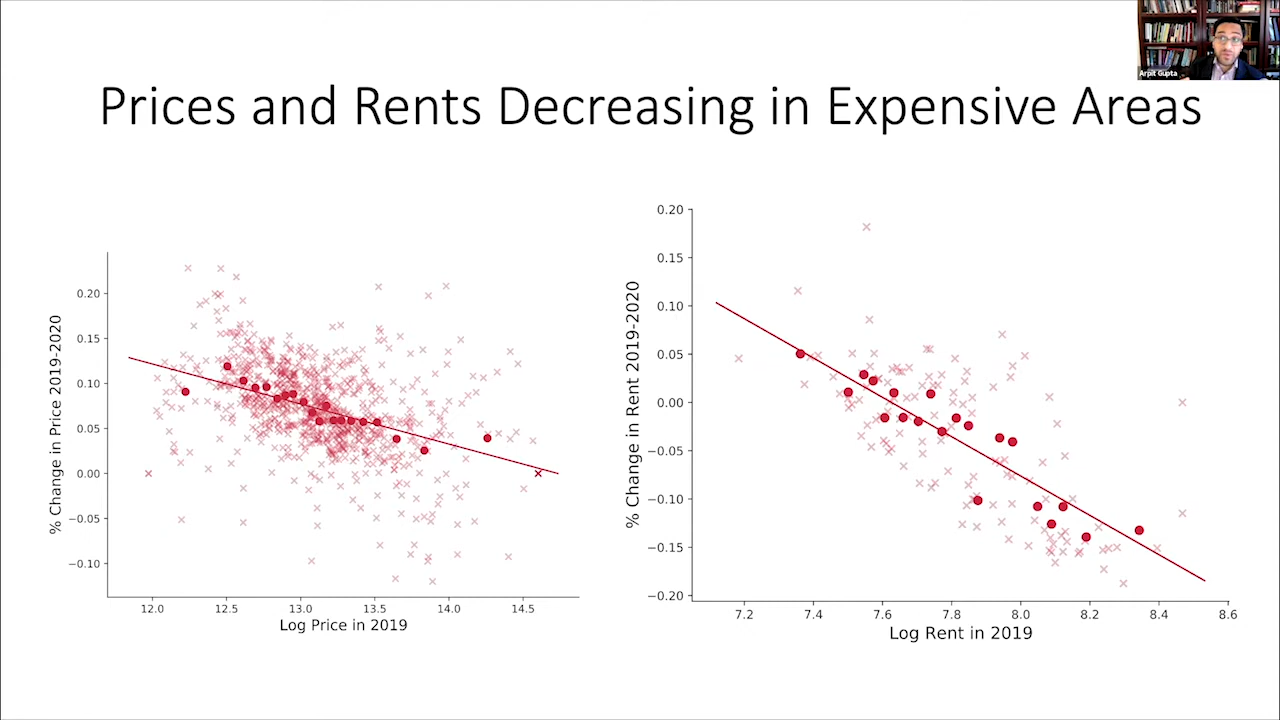 Arpit Gupta
Prices and Rents Decreasing in Expensive Areas
% Change in Price 2019-2020
0.20
0.15
0.10
0.05
0.00
−0.05
−0.10
12.0 12.5 13.0 13.5 14.0 14.5
Log Price in 2019
% Change in Rent 2019-2020
0.20
0.15
0.10
0.05
0.00
−0.05
−0.10
−0.15
−0.20
7.2 7.4 7.6 7.8 8.0 8.2 8.4 8.6
Log Rent in 2019